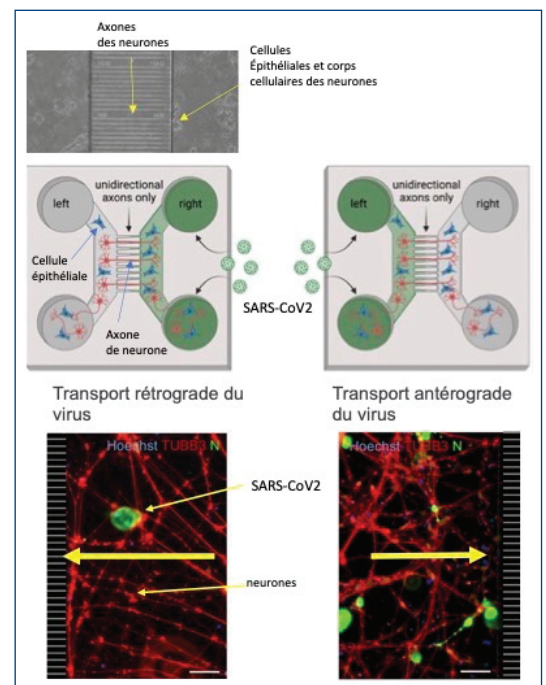 Axones
des neurones
Cellules
Épithéliales et corps
cellulaires des neurones
unidirectional
axons only
left
right
Cellule
épithéliale
Axone
de neurone
SARS-CoV2
unidirectional
axons only
left
right
Transport rétrograde du
virus
Transport antérograde
du virus
Hoechst TUBB3 N
Hoechst TUBB3 N
SARS-CoV2
neurones